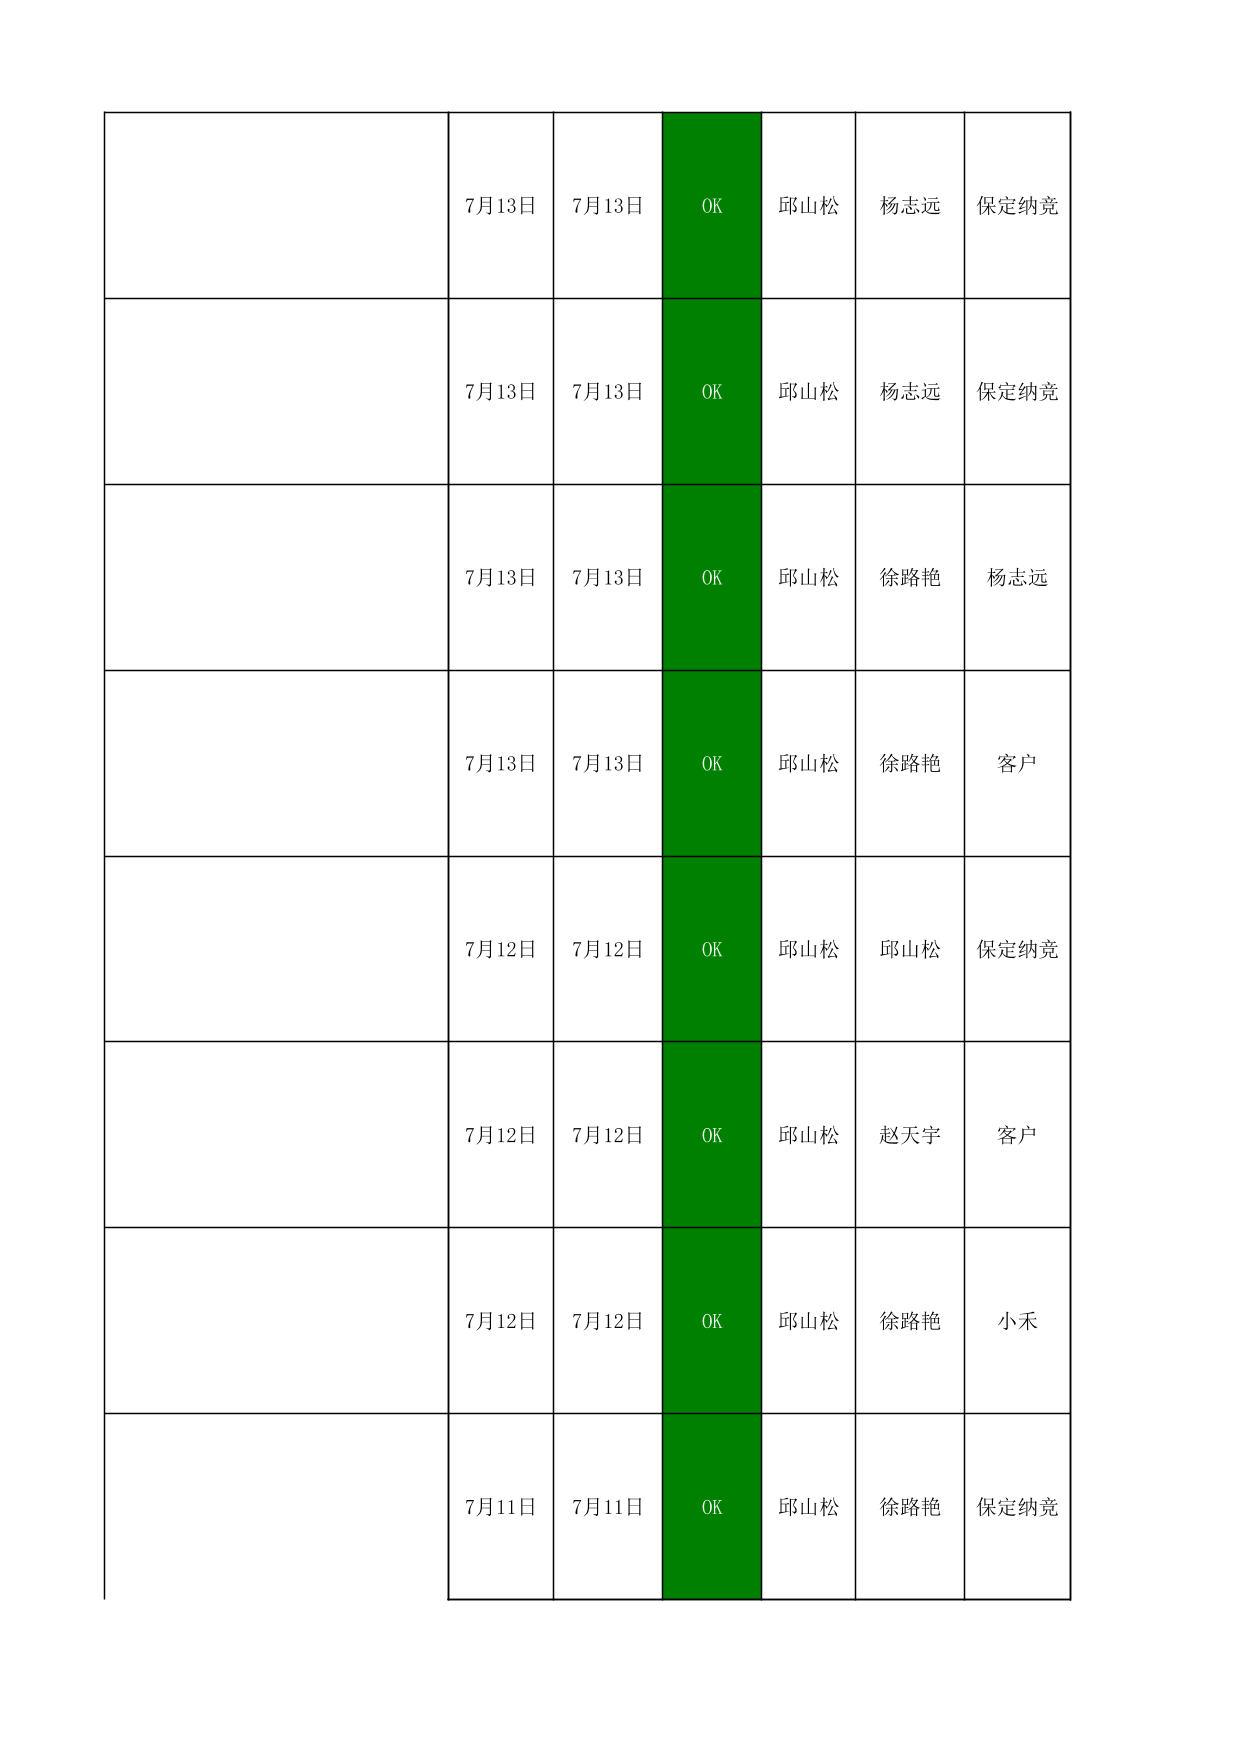 7月13日 7月13日 OK 邱山松 杨志远 保定纳竞
7月13日 7月13日 OK 邱山松 杨志远 保定纳竞
7月13日 7月13日 OK 邱山松 徐路艳 杨志远
7月13日 7月13日 OK 邱山松 徐路艳 客户
7月12日 7月12日 OK 邱山松 邱山松 保定纳竞
7月12日 7月12日 OK 邱山松 赵天宇 客户
7月12日 7月12日 OK 邱山松 徐路艳 小禾
7月11日 7月11日 OK 邱山松 徐路艳 保定纳竞